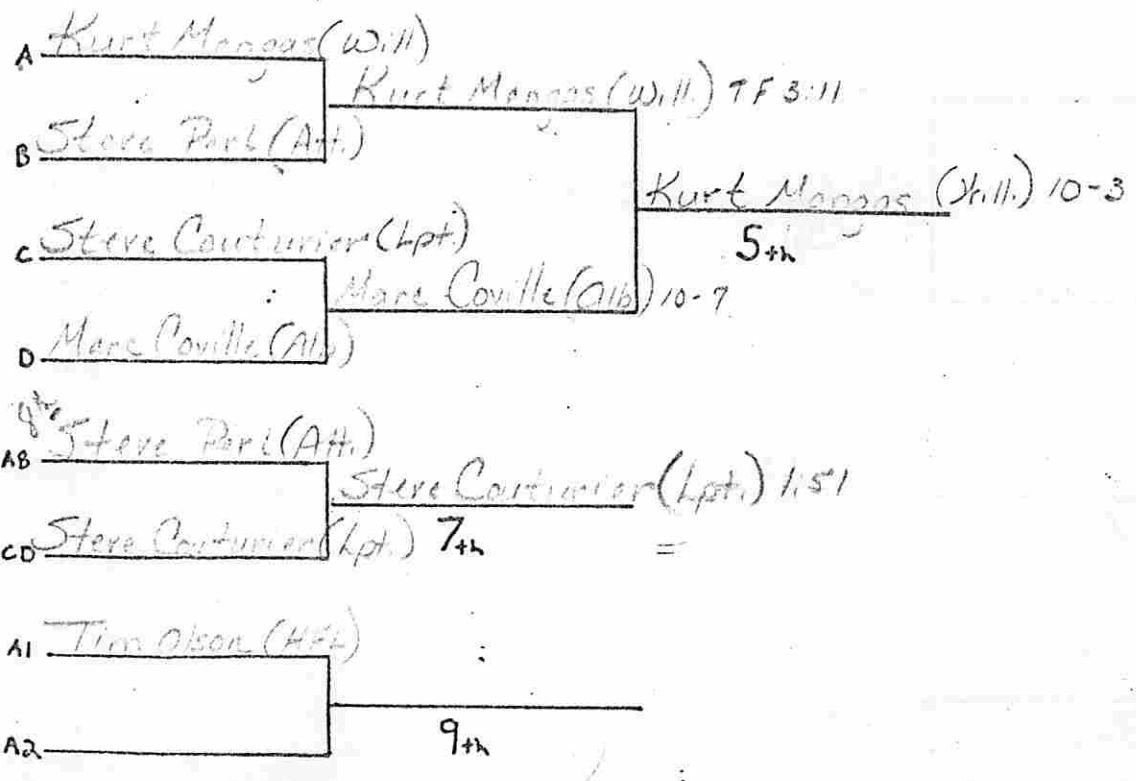 A Kurt Mangas (Will)
Kurt Mangas (Will.) TF 3:11
B Steve Perl (Att.)
Kurt Mangas (Will.) 10-3
5th
C Steve Couturier (Lpt.)
Marc Coville (Alb) 10-7
D Marc Coville (Alb)
8th
AB Steve Perl (Att.)
Steve Couturier (Lpt.) 1:51
CD Steve Couturier (Lpt.)
7th
A1 Tim Olson (HFL)
9th
A2